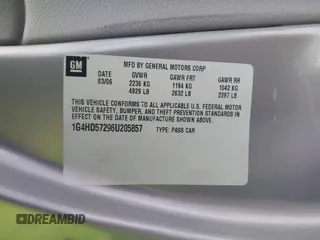 GM
MFD BY GENERAL MOTORS CORP
DATE GVWR GAWR FRT GAWR RR
03/06 2236 KG 1194 KG 1042 KG
4929 LB 2632 LB 2297 LB
THIS VEHICLE CONFORMS TO ALL APPLICABLE U.S. FEDERAL MOTOR
VEHICLE SAFETY, BUMPER, AND THEFT PREVENTION STANDARDS
IN EFFECT ON THE DATE OF MANUFACTURE SHOWN ABOVE.
1G4HD57296U205857 TYPE: PASS CAR
DREAMBID